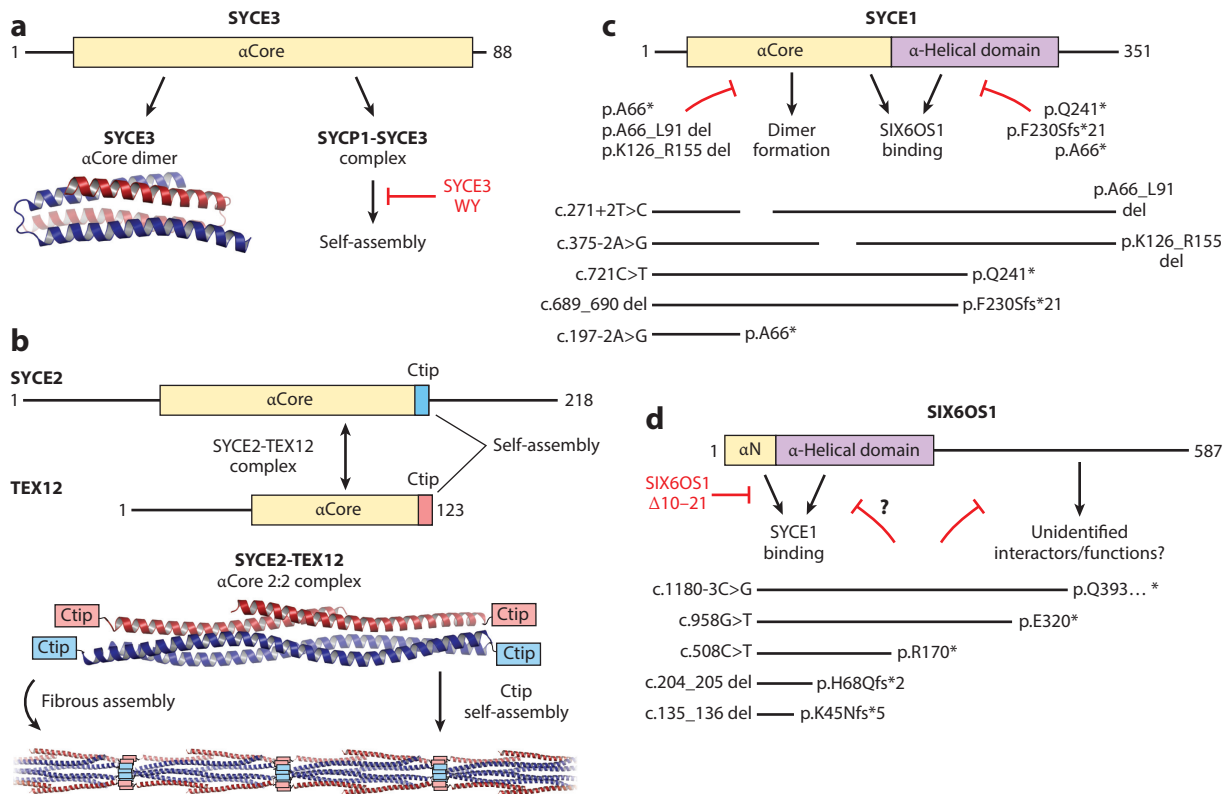 a
SYCE3
1
αCore
88
SYCE3
αCore dimer
SYCP1-SYCE3
complex
SYCE3
WY
Self-assembly
b
SYCE2
Ctip
1
αCore
218
SYCE2-TEX12
complex
Self-assembly
TEX12
Ctip
1
αCore
123
SYCE2-TEX12
αCore 2:2 complex
Ctip
Ctip
Ctip
Ctip
Fibrous assembly
Ctip
self-assembly
c
SYCE1
1
αCore
α-Helical domain
351
p.A66*
p.A66_L91 del
p.K126_R155 del
Dimer
formation
SIX6OS1
binding
p.Q241*
p.F230Sfs*21
p.A66*
c.271+2T>C
p.A66_L91
del
c.375-2A>G
p.K126_R155
del
c.721C>T
p.Q241*
c.689_690 del
p.F230Sfs*21
c.197-2A>G
p.A66*
d
SIX6OS1
1
αN
α-Helical domain
587
SIX6OS1
Δ10–21
?
SYCE1
binding
Unidentified
interactors/functions?
c.1180-3C>G
p.Q393... *
c.958G>T
p.E320*
c.508C>T
p.R170*
c.204_205 del
p.H68Qfs*2
c.135_136 del
p.K45Nfs*5